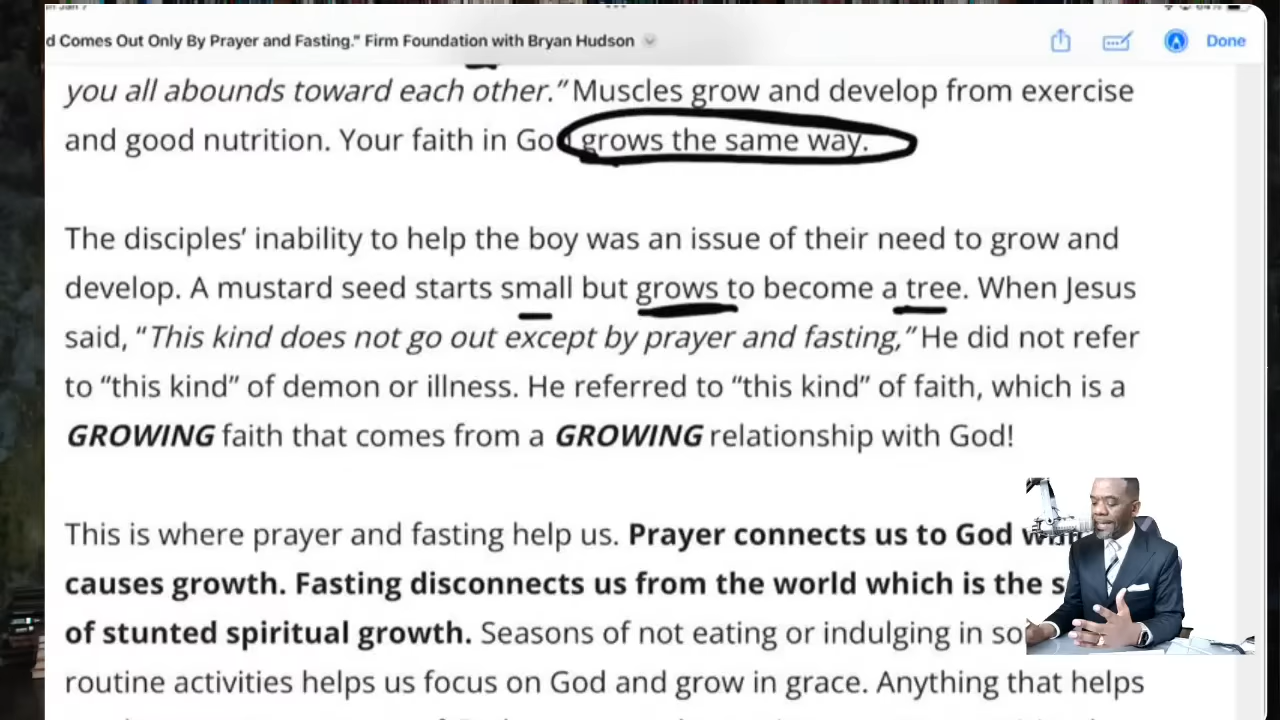 d Comes Out Only By Prayer and Fasting." Firm Foundation with Bryan Hudson
Done
you all abounds toward each other.” Muscles grow and develop from exercise
and good nutrition. Your faith in God grows the same way.
The disciples’ inability to help the boy was an issue of their need to grow and
develop. A mustard seed starts small but grows to become a tree. When Jesus
said, “This kind does not go out except by prayer and fasting,” He did not refer
to “this kind” of demon or illness. He referred to “this kind” of faith, which is a
GROWING faith that comes from a GROWING relationship with God!
This is where prayer and fasting help us. Prayer connects us to God
causes growth. Fasting disconnects us from the world which is the
of stunted spiritual growth. Seasons of not eating or indulging in
routine activities helps us focus on God and grow in grace. Anything that helps